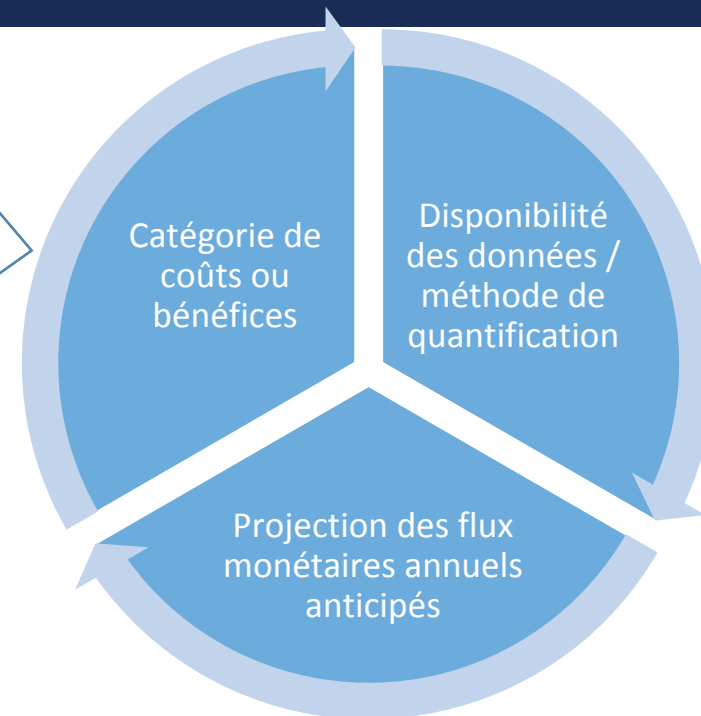 Catégorie de
coûts ou
bénéfices
Disponibilité
des données /
méthode de
quantification
Projection des flux
monétaires annuels
anticipés